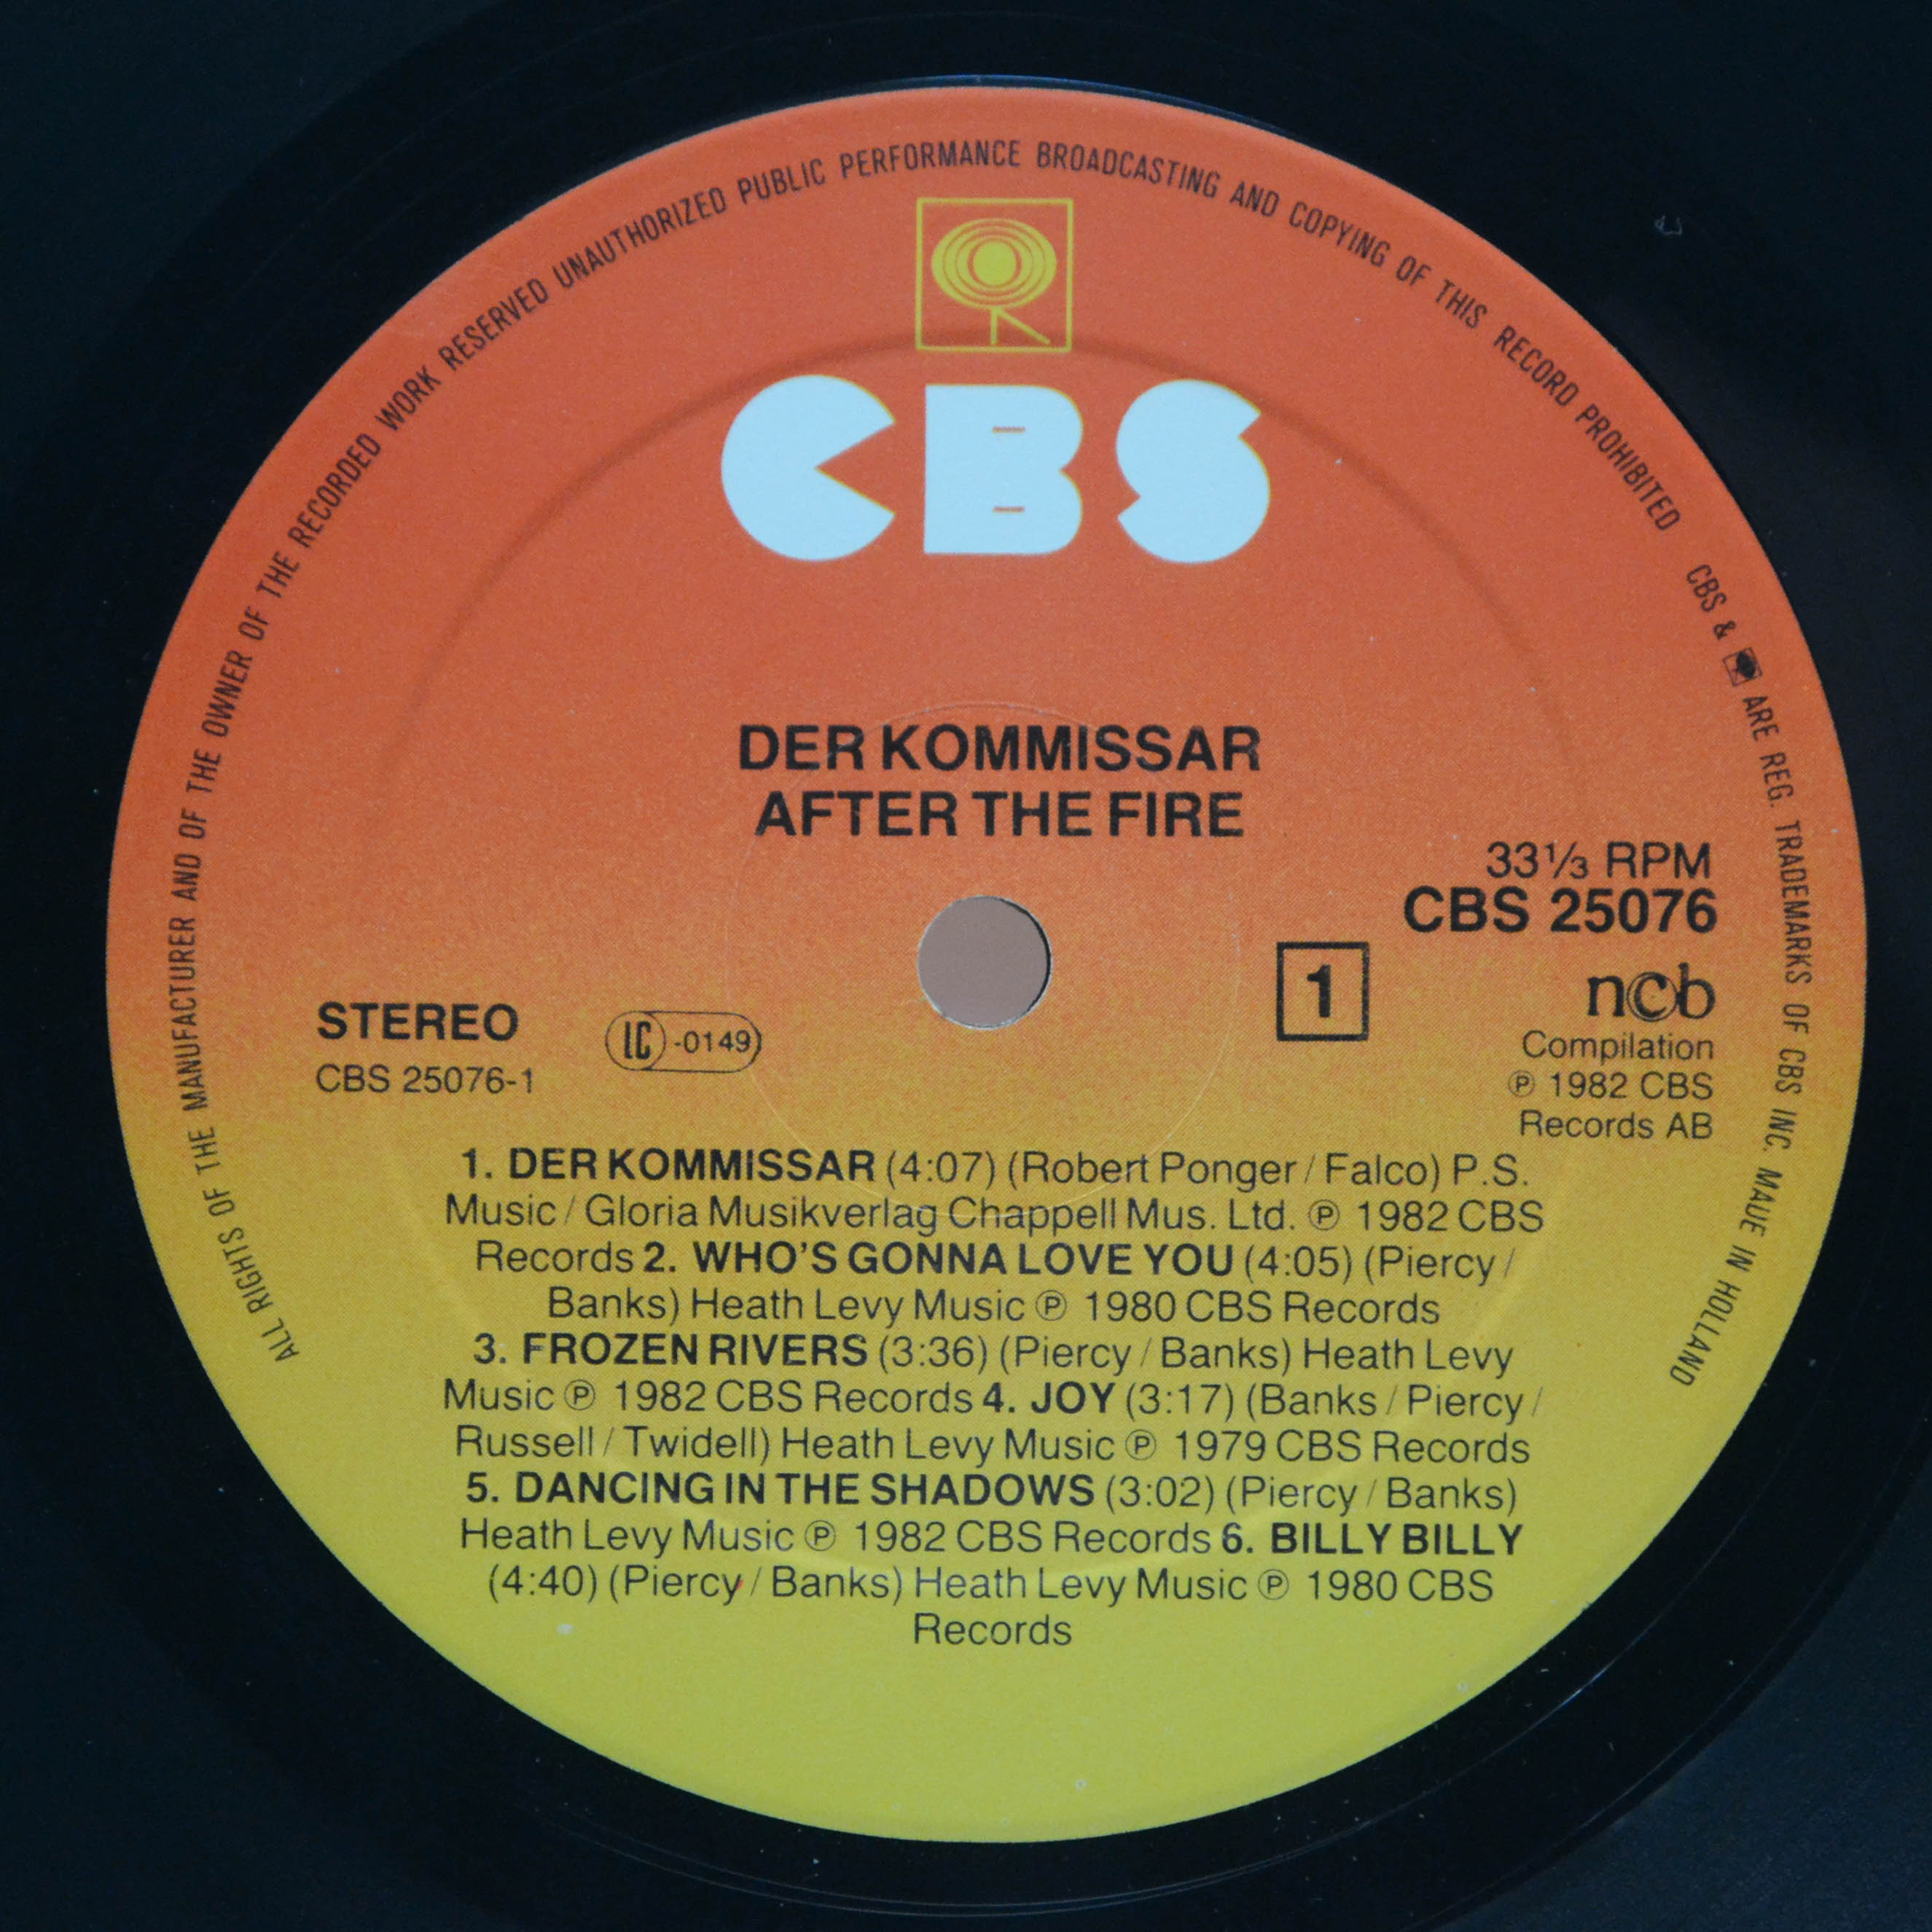 ALL RIGHTS OF THE MANUFACTURER AND OF THE OWNER OF THE RECORDED WORK RESERVED UNAUTHORIZED PUBLIC PERFORMANCE BROADCASTING AND COPYING OF THIS RECORD PROHIBITED CBS & ARE REG. TRADEMARKS OF CBS INC. MADE IN HOLLAND
CBS
DER KOMMISSAR
AFTER THE FIRE
33⅓ RPM
CBS 25076
1
ncb
Compilation
℗ 1982 CBS
Records AB
STEREO
CBS 25076-1
LC -0149
1. DER KOMMISSAR (4:07) (Robert Ponger / Falco) P.S.
Music / Gloria Musikverlag Chappell Mus. Ltd. ℗ 1982 CBS
Records 2. WHO'S GONNA LOVE YOU (4:05) (Piercy /
Banks) Heath Levy Music ℗ 1980 CBS Records
3. FROZEN RIVERS (3:36) (Piercy / Banks) Heath Levy
Music ℗ 1982 CBS Records 4. JOY (3:17) (Banks / Piercy /
Russell / Twidell) Heath Levy Music ℗ 1979 CBS Records
5. DANCING IN THE SHADOWS (3:02) (Piercy / Banks)
Heath Levy Music ℗ 1982 CBS Records 6. BILLY BILLY
(4:40) (Piercy / Banks) Heath Levy Music ℗ 1980 CBS
Records